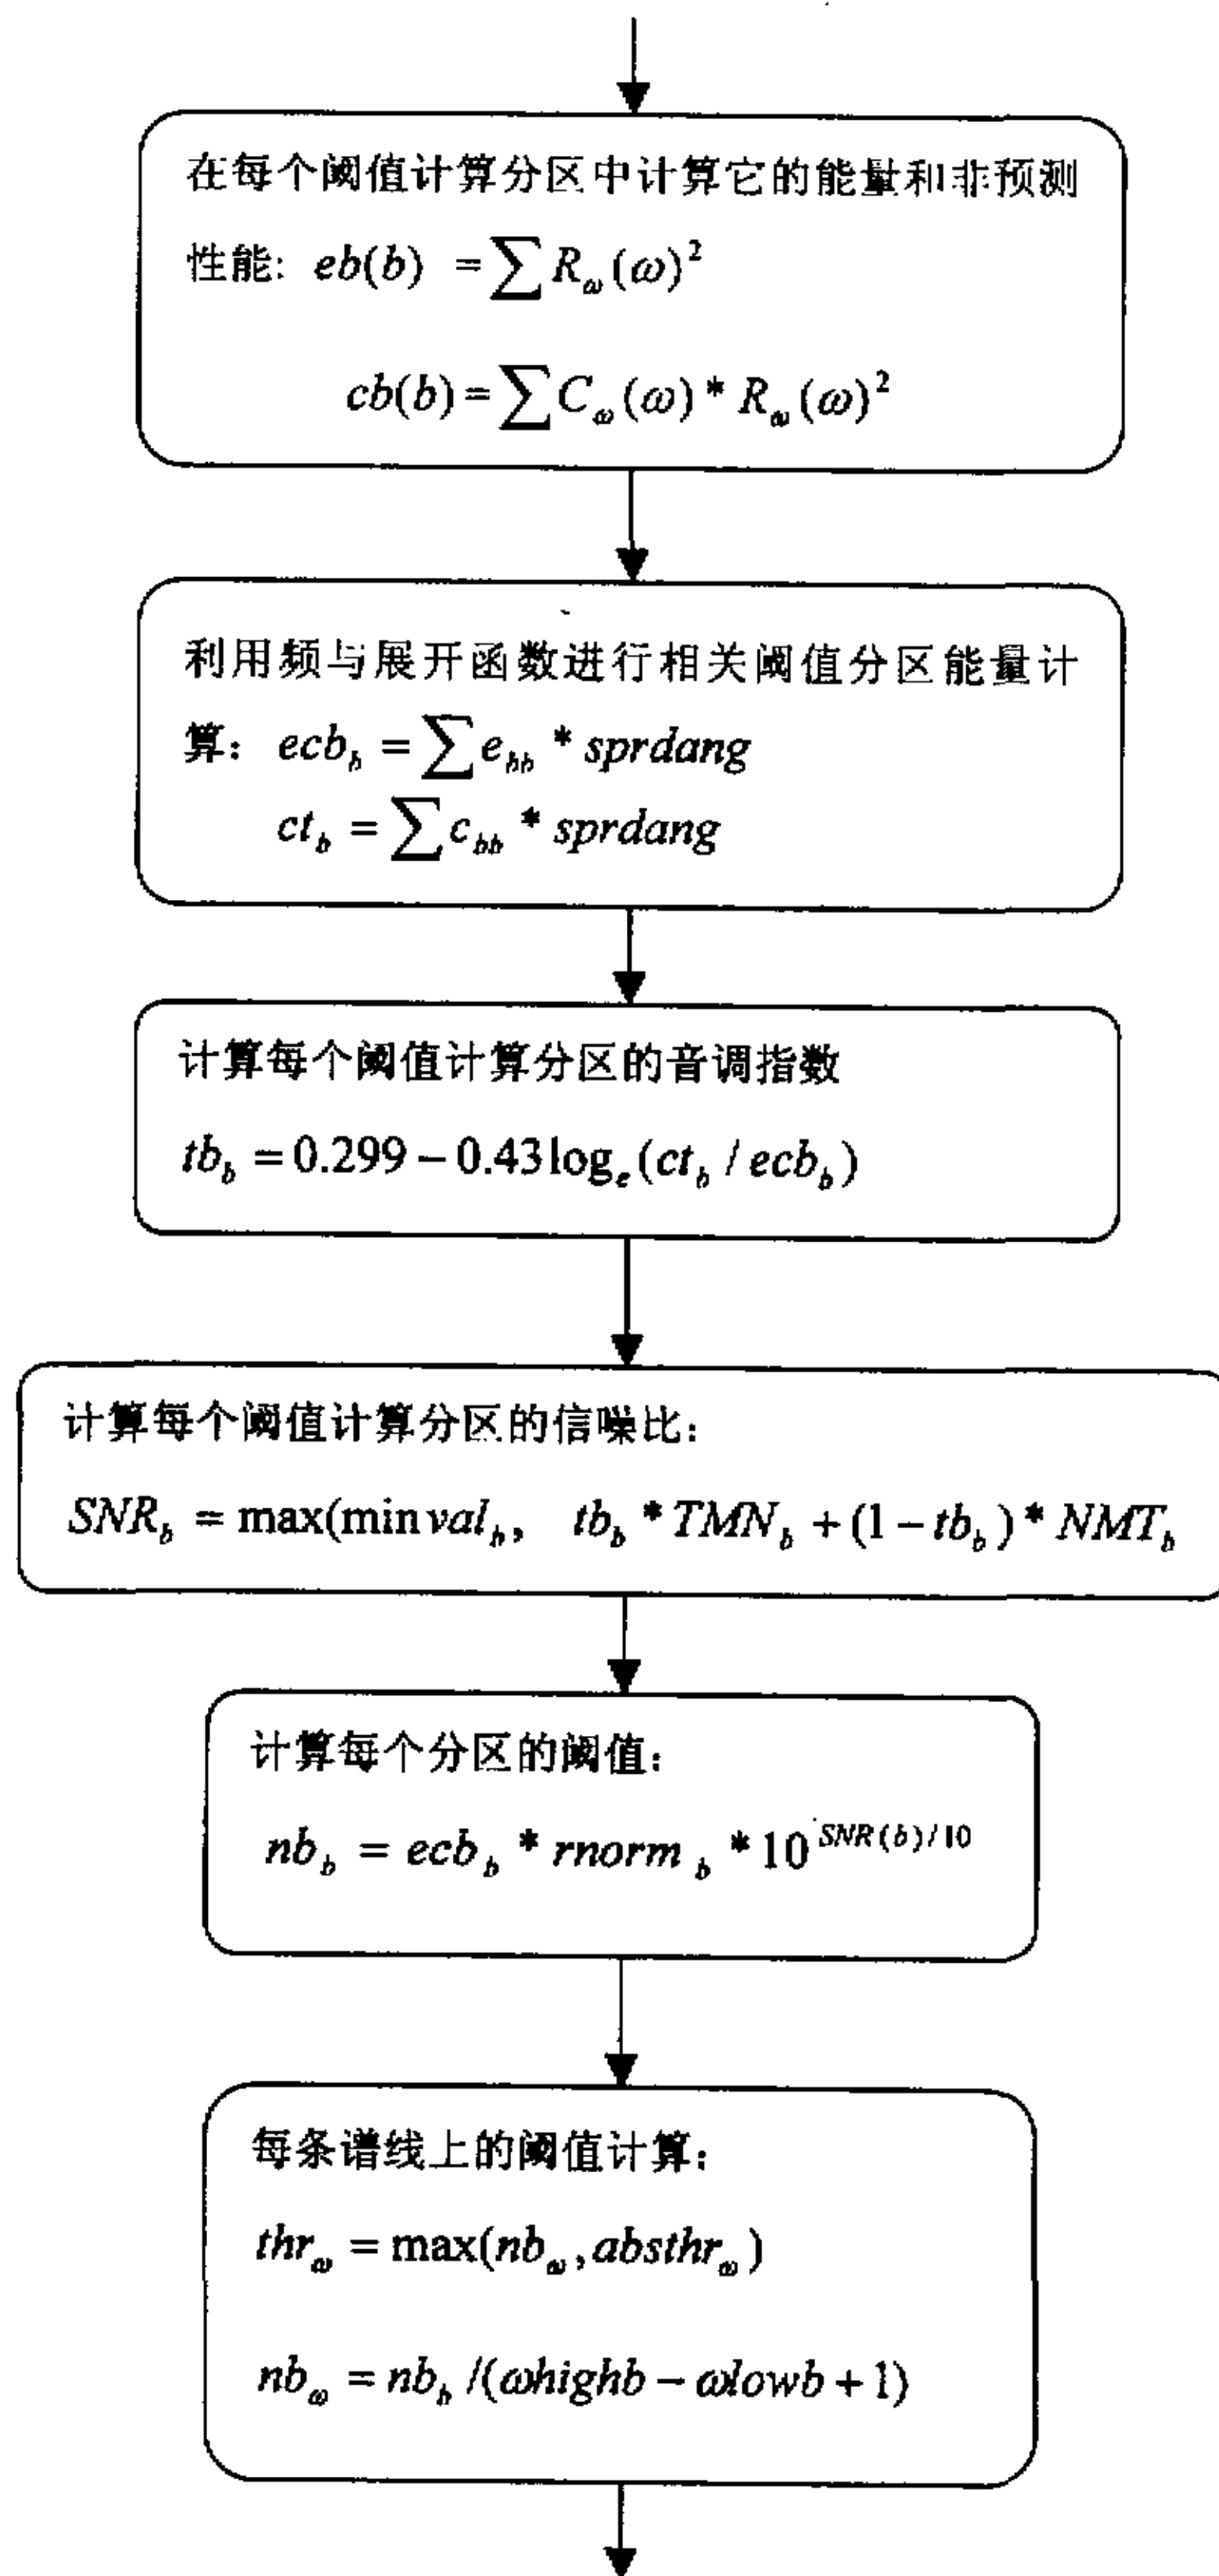 在每个阈值计算分区中计算它的能量和非预测
性能: eb(b) = ∑ R_ω(ω)²
cb(b) = ∑ C_ω(ω) * R_ω(ω)²
利用频与展开函数进行相关阈值分区能量计
算: ecb_b = ∑ e_bb * sprdang
ct_b = ∑ c_bb * sprdang
计算每个阈值计算分区的音调指数
tb_b = 0.299 − 0.43 log_e(ct_b / ecb_b)
计算每个阈值计算分区的信噪比:
SNR_b = max(min val_b, tb_b * TMN_b + (1 − tb_b) * NMT_b
计算每个分区的阈值:
nb_b = ecb_b * rnorm_b * 10^{SNR(b)/10}
每条谱线上的阈值计算:
thr_ω = max(nb_ω, absthr_ω)
nb_ω = nb_b /(ωhighb − ωlowb + 1)